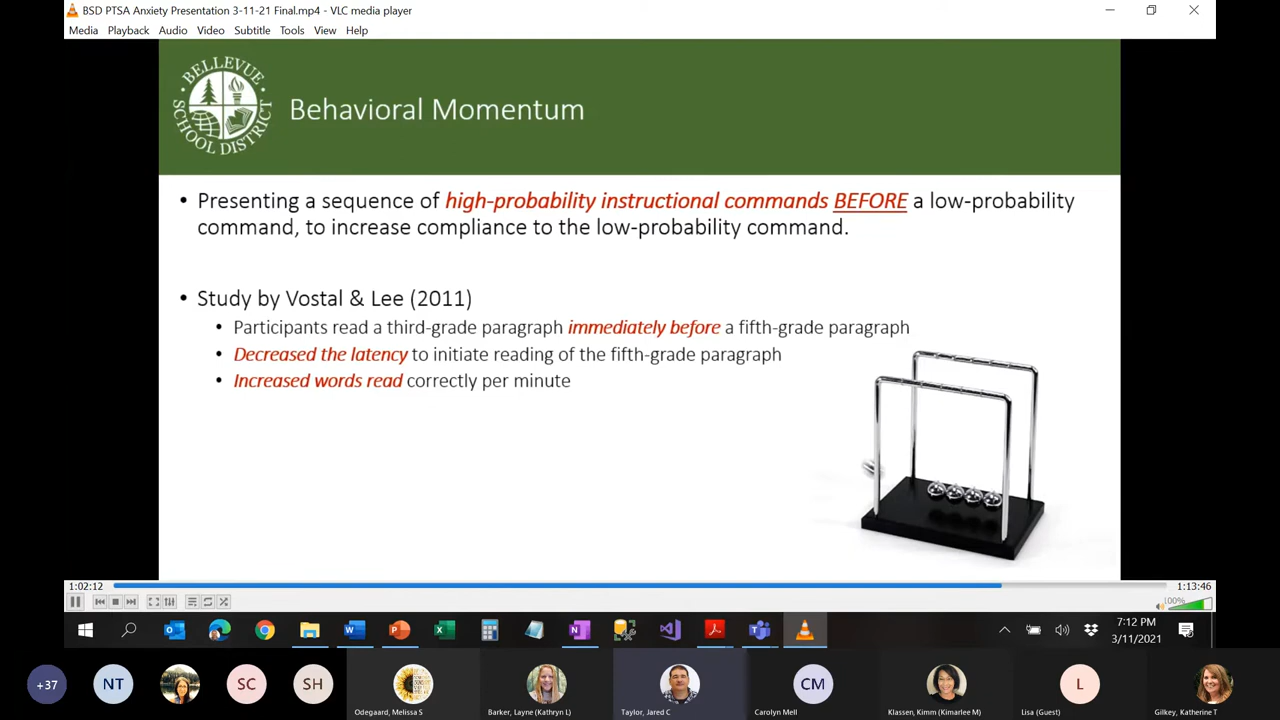 BSD PTSA Anxiety Presentation 3-11-21 Final.mp4 - VLC media player
Media Playback Audio Video Subtitle Tools View Help
BELLEVUE SCHOOL DISTRICT
Behavioral Momentum
• Presenting a sequence of high-probability instructional commands BEFORE a low-probability
command, to increase compliance to the low-probability command.
• Study by Vostal & Lee (2011)
• Participants read a third-grade paragraph immediately before a fifth-grade paragraph
• Decreased the latency to initiate reading of the fifth-grade paragraph
• Increased words read correctly per minute
1:02:12
1:13:46
100%
7:12 PM
3/11/2021
+37
NT
SC
SH
CM
L
Odegaard, Melissa S
Barker, Layne (Kathryn L)
Taylor, Jared C
Carolyn Mell
Klassen, Kimm (Kimarlee M)
Lisa (Guest)
Gilkey, Katherine T